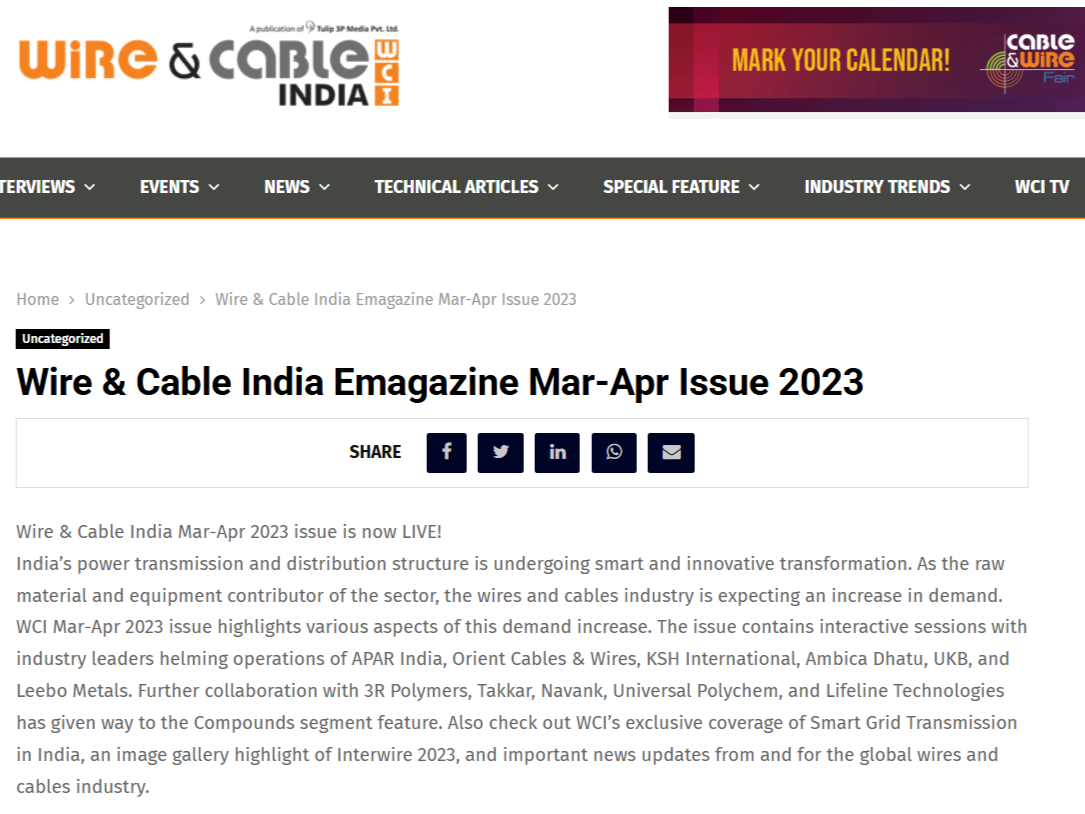 A publication of Tulip 3P Media Pvt. Ltd.
WiRe & CaBLe
INDIA
WCI
MARK YOUR CALENDAR!
CaBLe
&WiRe
Fair
TERVIEWS
EVENTS
NEWS
TECHNICAL ARTICLES
SPECIAL FEATURE
INDUSTRY TRENDS
WCI TV
Home > Uncategorized > Wire & Cable India Emagazine Mar-Apr Issue 2023
Uncategorized
Wire & Cable India Emagazine Mar-Apr Issue 2023
SHARE
Wire & Cable India Mar-Apr 2023 issue is now LIVE!
India’s power transmission and distribution structure is undergoing smart and innovative transformation. As the raw
material and equipment contributor of the sector, the wires and cables industry is expecting an increase in demand.
WCI Mar-Apr 2023 issue highlights various aspects of this demand increase. The issue contains interactive sessions with
industry leaders helming operations of APAR India, Orient Cables & Wires, KSH International, Ambica Dhatu, UKB, and
Leebo Metals. Further collaboration with 3R Polymers, Takkar, Navank, Universal Polychem, and Lifeline Technologies
has given way to the Compounds segment feature. Also check out WCI’s exclusive coverage of Smart Grid Transmission
in India, an image gallery highlight of Interwire 2023, and important news updates from and for the global wires and
cables industry.